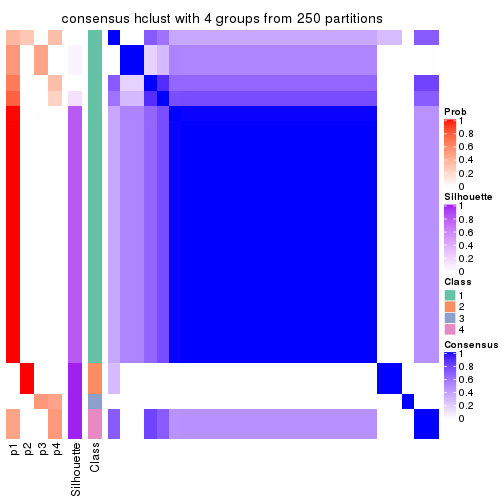 consensus hclust with 4 groups from 250 partitions
Prob
1
0.8
0.6
0.4
0.2
0
Silhouette
1
0.8
0.6
0.4
0.2
0
Class
1
2
3
4
Consensus
1
0.8
0.6
0.4
0.2
0
p1
p2
p3
p4
Silhouette
Class